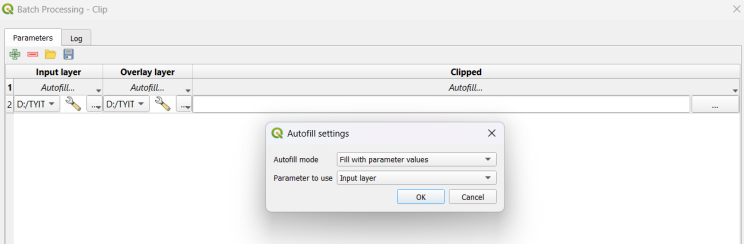 Batch Processing - Clip
Parameters Log
Input layer Overlay layer Clipped
1 Autofill... Autofill... Autofill...
2 D:/TYIT ... D:/TYIT ... ...
Autofill settings
Autofill mode Fill with parameter values
Parameter to use Input layer
OK Cancel